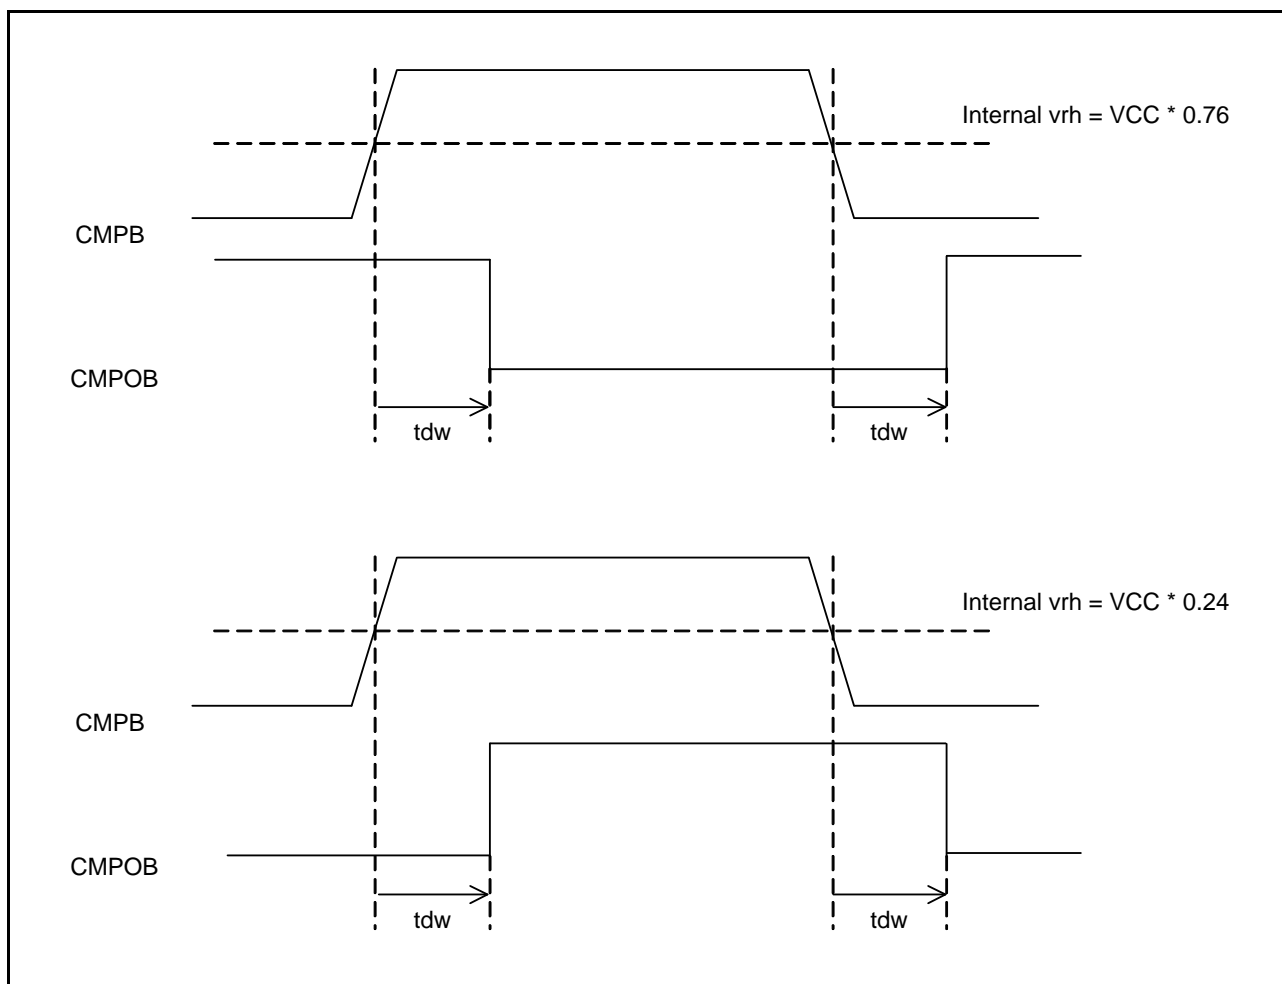 Internal vrh = VCC * 0.76
CMPB
CMPOB
tdw
tdw
Internal vrh = VCC * 0.24
CMPB
CMPOB
tdw
tdw